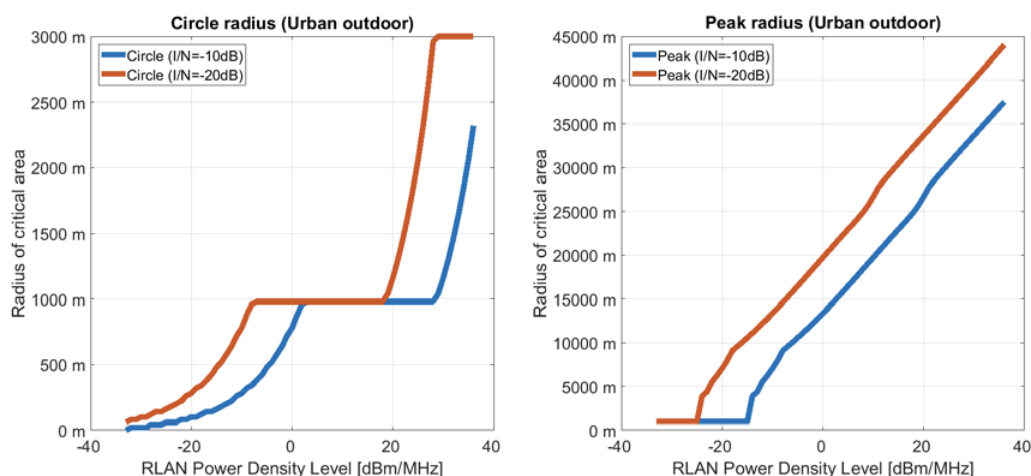 Circle radius (Urban outdoor)
3000 m
2500 m
2000 m
1500 m
1000 m
500 m
0 m
Radius of critical area
Circle (I/N=-10dB)
Circle (I/N=-20dB)
-40
-20
0
20
40
RLAN Power Density Level [dBm/MHz]
Peak radius (Urban outdoor)
45000 m
40000 m
35000 m
30000 m
25000 m
20000 m
15000 m
10000 m
5000 m
0 m
Radius of critical area
Peak (I/N=-10dB)
Peak (I/N=-20dB)
-40
-20
0
20
40
RLAN Power Density Level [dBm/MHz]